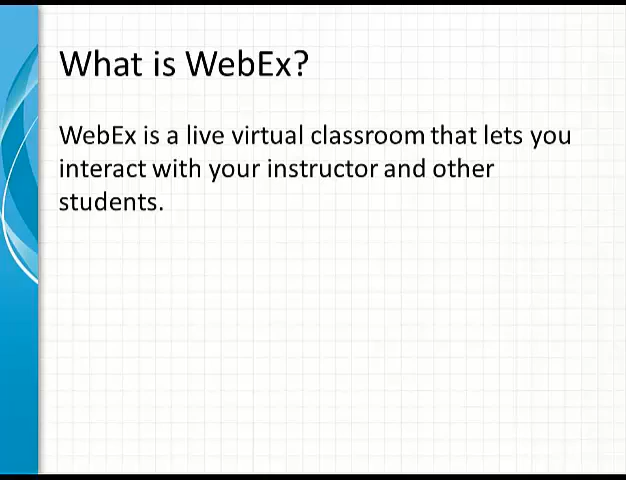 What is WebEx?
WebEx is a live virtual classroom that lets you
interact with your instructor and other
students.